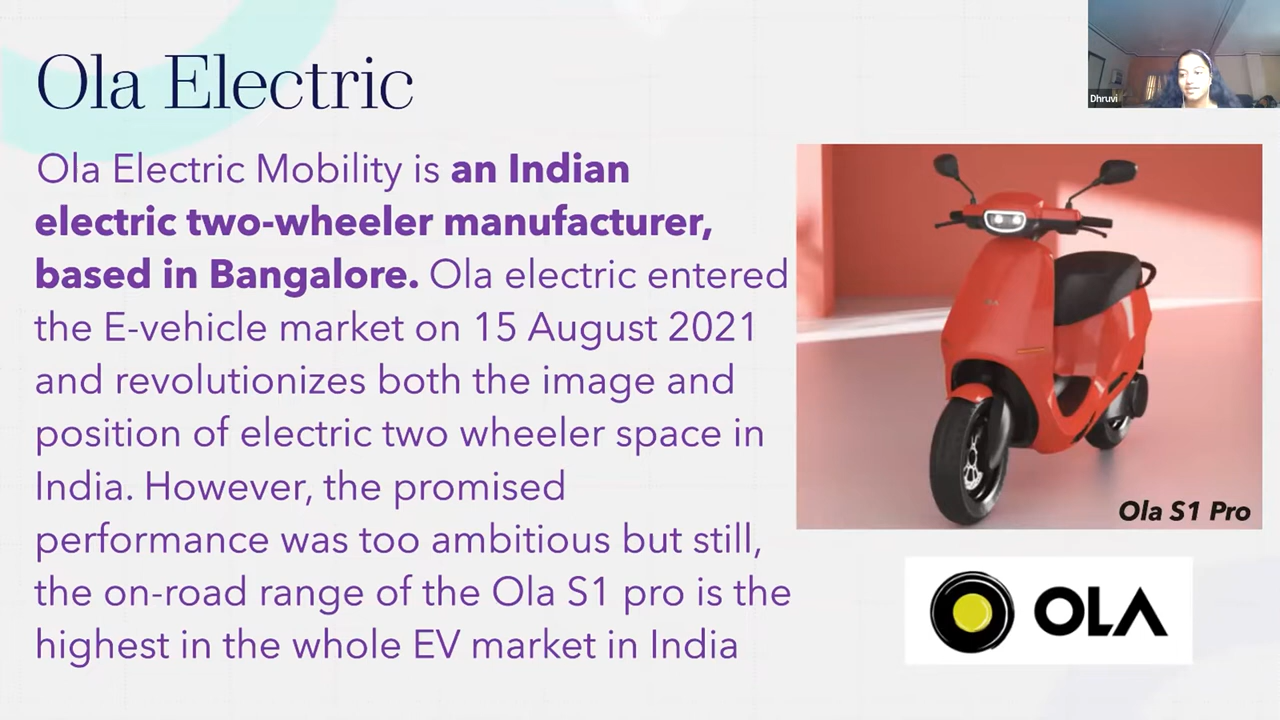 Ola Electric
Dhruvi
Ola Electric Mobility is an Indian
electric two-wheeler manufacturer,
based in Bangalore. Ola electric entered
the E-vehicle market on 15 August 2021
and revolutionizes both the image and
position of electric two wheeler space in
India. However, the promised
performance was too ambitious but still,
the on-road range of the Ola S1 pro is the
highest in the whole EV market in India
Ola S1 Pro
OLA